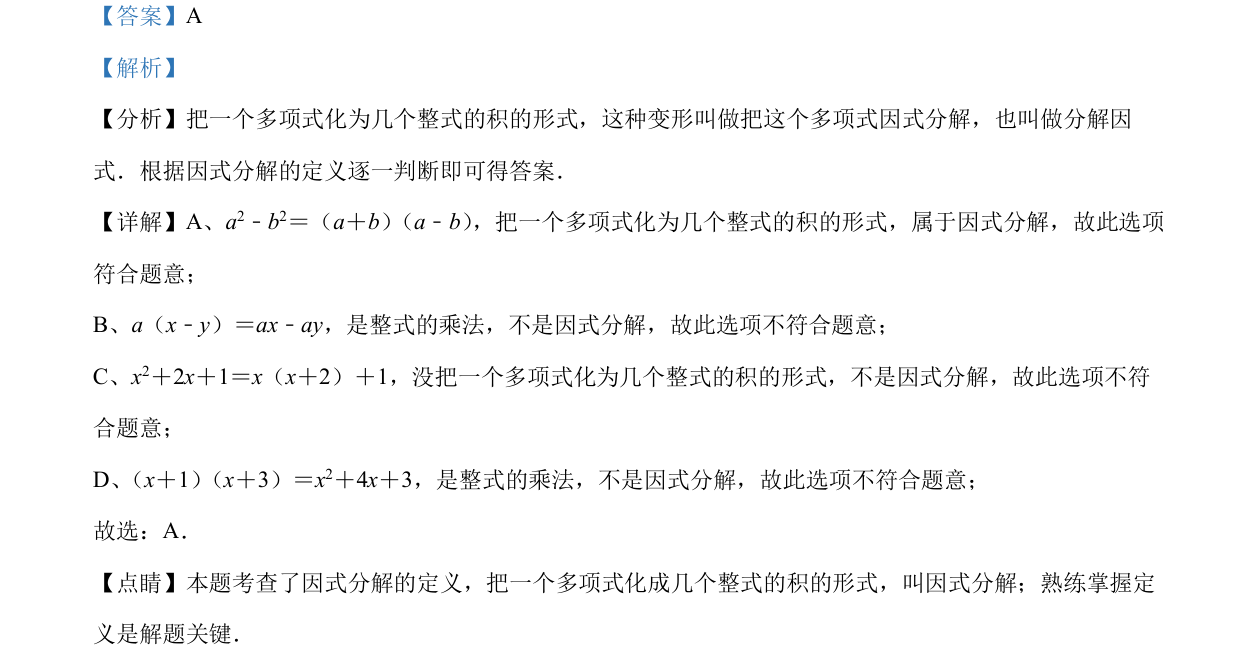 【答案】A
【解析】
【分析】把一个多项式化为几个整式的积的形式，这种变形叫做把这个多项式因式分解，也叫做分解因
式．根据因式分解的定义逐一判断即可得答案．
【详解】A、a²﹣b²＝（a＋b）（a﹣b），把一个多项式化为几个整式的积的形式，属于因式分解，故此选项
符合题意；
B、a（x﹣y）＝ax﹣ay，是整式的乘法，不是因式分解，故此选项不符合题意；
C、x²＋2x＋1＝x（x＋2）＋1，没把一个多项式化为几个整式的积的形式，不是因式分解，故此选项不符
合题意；
D、（x＋1）（x＋3）＝x²＋4x＋3，是整式的乘法，不是因式分解，故此选项不符合题意；
故选：A．
【点睛】本题考查了因式分解的定义，把一个多项式化成几个整式的积的形式，叫因式分解；熟练掌握定
义是解题关键．